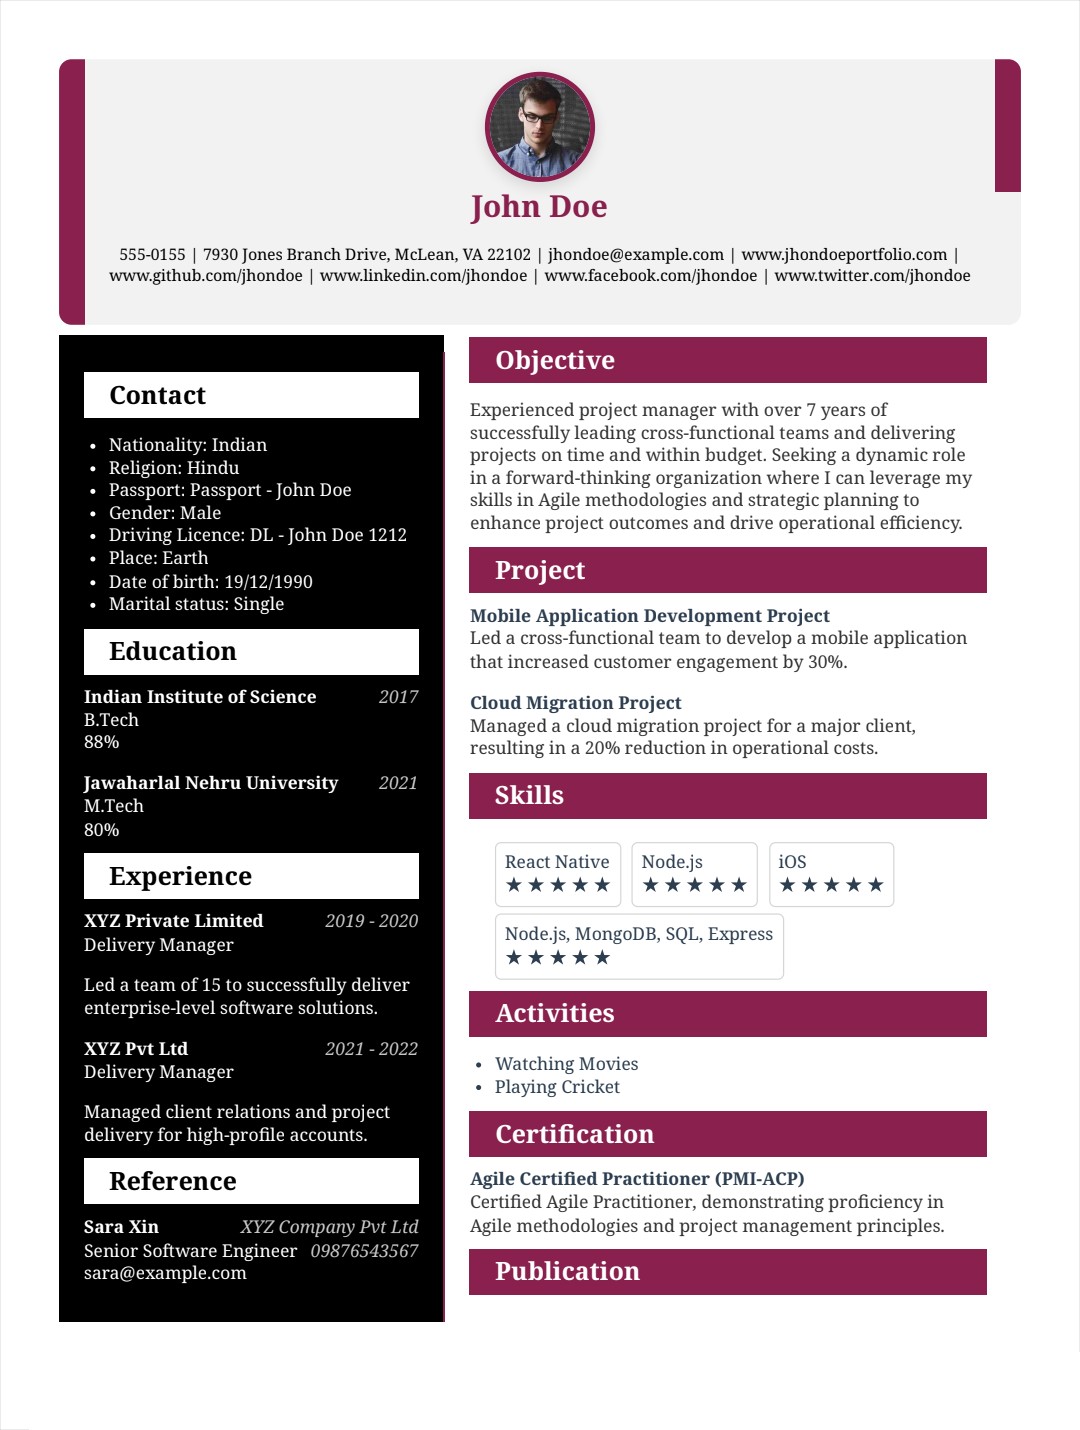 John Doe
555-0155 | 7930 Jones Branch Drive, McLean, VA 22102 | jhondoe@example.com | www.jhondoeportfolio.com |
www.github.com/jhondoe | www.linkedin.com/jhondoe | www.facebook.com/jhondoe | www.twitter.com/jhondoe
Contact
• Nationality: Indian
• Religion: Hindu
• Passport: Passport - John Doe
• Gender: Male
• Driving Licence: DL - John Doe 1212
• Place: Earth
• Date of birth: 19/12/1990
• Marital status: Single
Education
Indian Institute of Science 2017
B.Tech
88%
Jawaharlal Nehru University 2021
M.Tech
80%
Experience
XYZ Private Limited 2019 - 2020
Delivery Manager
Led a team of 15 to successfully deliver
enterprise-level software solutions.
XYZ Pvt Ltd 2021 - 2022
Delivery Manager
Managed client relations and project
delivery for high-profile accounts.
Reference
Sara Xin XYZ Company Pvt Ltd
Senior Software Engineer 09876543567
sara@example.com
Objective
Experienced project manager with over 7 years of
successfully leading cross-functional teams and delivering
projects on time and within budget. Seeking a dynamic role
in a forward-thinking organization where I can leverage my
skills in Agile methodologies and strategic planning to
enhance project outcomes and drive operational efficiency.
Project
Mobile Application Development Project
Led a cross-functional team to develop a mobile application
that increased customer engagement by 30%.
Cloud Migration Project
Managed a cloud migration project for a major client,
resulting in a 20% reduction in operational costs.
Skills
React Native Node.js iOS
★★★★★ ★★★★★ ★★★★★
Node.js, MongoDB, SQL, Express
★★★★★
Activities
• Watching Movies
• Playing Cricket
Certification
Agile Certified Practitioner (PMI-ACP)
Certified Agile Practitioner, demonstrating proficiency in
Agile methodologies and project management principles.
Publication